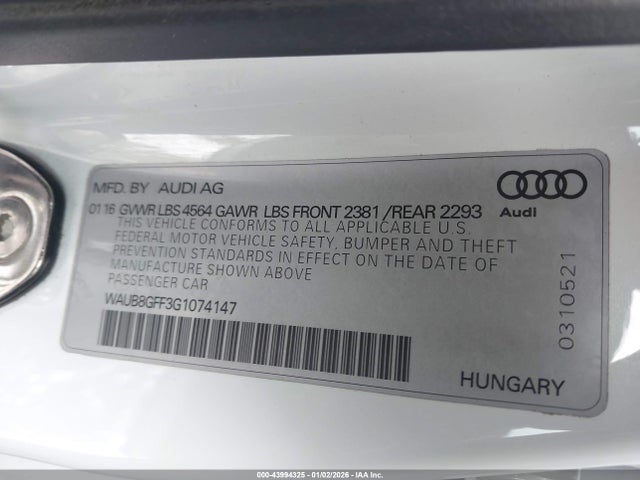 MFD. BY AUDI AG
01 16 GVWR LBS 4564 GAWR LBS FRONT 2381 /REAR 2293
THIS VEHICLE CONFORMS TO ALL APPLICABLE U.S.
FEDERAL MOTOR VEHICLE SAFETY, BUMPER AND THEFT
PREVENTION STANDARDS IN EFFECT ON THE DATE OF
MANUFACTURE SHOWN ABOVE
PASSENGER CAR
WAUB8GFF3G1074147
Audi
0310521
HUNGARY
000-43994325 - 01/02/2026 - IAA Corp.